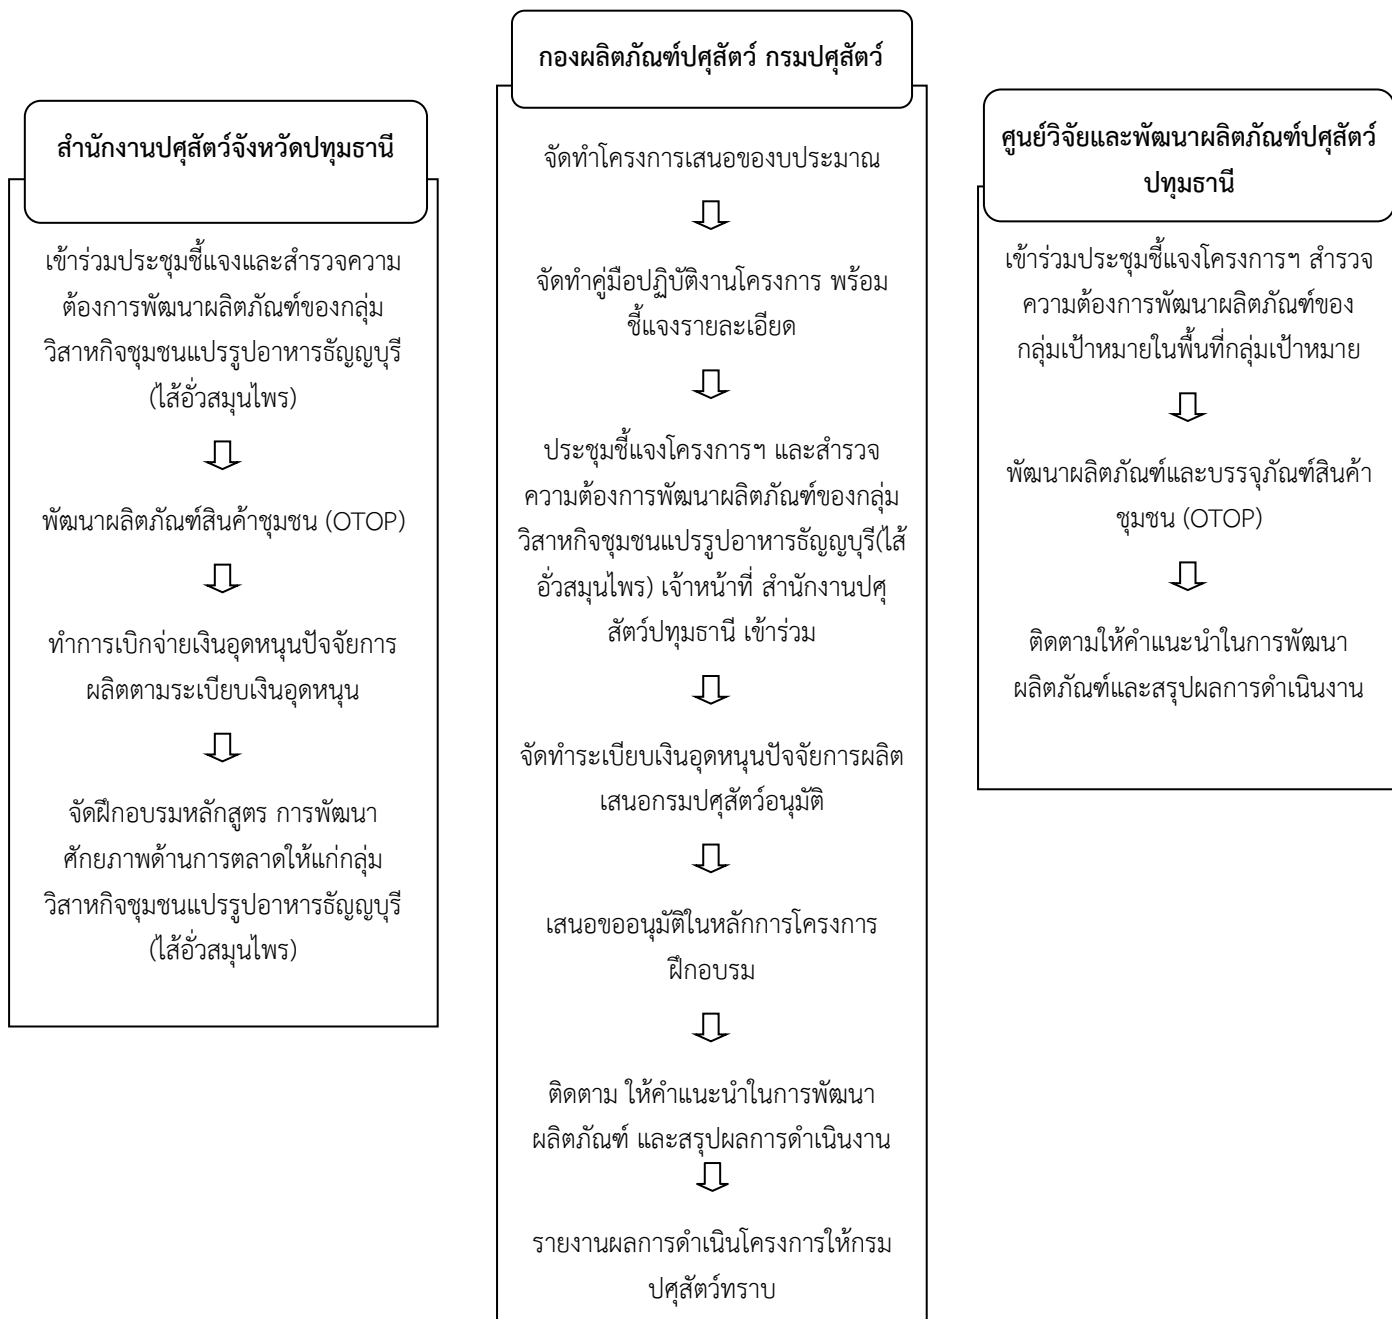 สำนักงานปศุสัตว์จังหวัดปทุมธานี
เข้าร่วมประชุมชี้แจงและสำรวจความ
ต้องการพัฒนาผลิตภัณฑ์ของกลุ่ม
วิสาหกิจชุมชนแปรรูปอาหารธัญญบุรี
(ไส้อั่วสมุนไพร)
พัฒนาผลิตภัณฑ์สินค้าชุมชน (OTOP)
ทำการเบิกจ่ายเงินอุดหนุนปัจจัยการ
ผลิตตามระเบียบเงินอุดหนุน
จัดฝึกอบรมหลักสูตร การพัฒนา
ศักยภาพด้านการตลาดให้แก่กลุ่ม
วิสาหกิจชุมชนแปรรูปอาหารธัญญบุรี
(ไส้อั่วสมุนไพร)
กองผลิตภัณฑ์ปศุสัตว์ กรมปศุสัตว์
จัดทำโครงการเสนอของบประมาณ
จัดทำคู่มือปฏิบัติงานโครงการ พร้อม
ชี้แจงรายละเอียด
ประชุมชี้แจงโครงการฯ และสำรวจ
ความต้องการพัฒนาผลิตภัณฑ์ของกลุ่ม
วิสาหกิจชุมชนแปรรูปอาหารธัญญบุรี(ไส้
อั่วสมุนไพร) เจ้าหน้าที่ สำนักงานปศุ
สัตว์ปทุมธานี เข้าร่วม
จัดทำระเบียบเงินอุดหนุนปัจจัยการผลิต
เสนอกรมปศุสัตว์อนุมัติ
เสนอขออนุมัติในหลักการโครงการ
ฝึกอบรม
ติดตาม ให้คำแนะนำในการพัฒนา
ผลิตภัณฑ์ และสรุปผลการดำเนินงาน
รายงานผลการดำเนินโครงการให้กรม
ปศุสัตว์ทราบ
ศูนย์วิจัยและพัฒนาผลิตภัณฑ์ปศุสัตว์
ปทุมธานี
เข้าร่วมประชุมชี้แจงโครงการฯ สำรวจ
ความต้องการพัฒนาผลิตภัณฑ์ของ
กลุ่มเป้าหมายในพื้นที่กลุ่มเป้าหมาย
พัฒนาผลิตภัณฑ์และบรรจุภัณฑ์สินค้า
ชุมชน (OTOP)
ติดตามให้คำแนะนำในการพัฒนา
ผลิตภัณฑ์และสรุปผลการดำเนินงาน